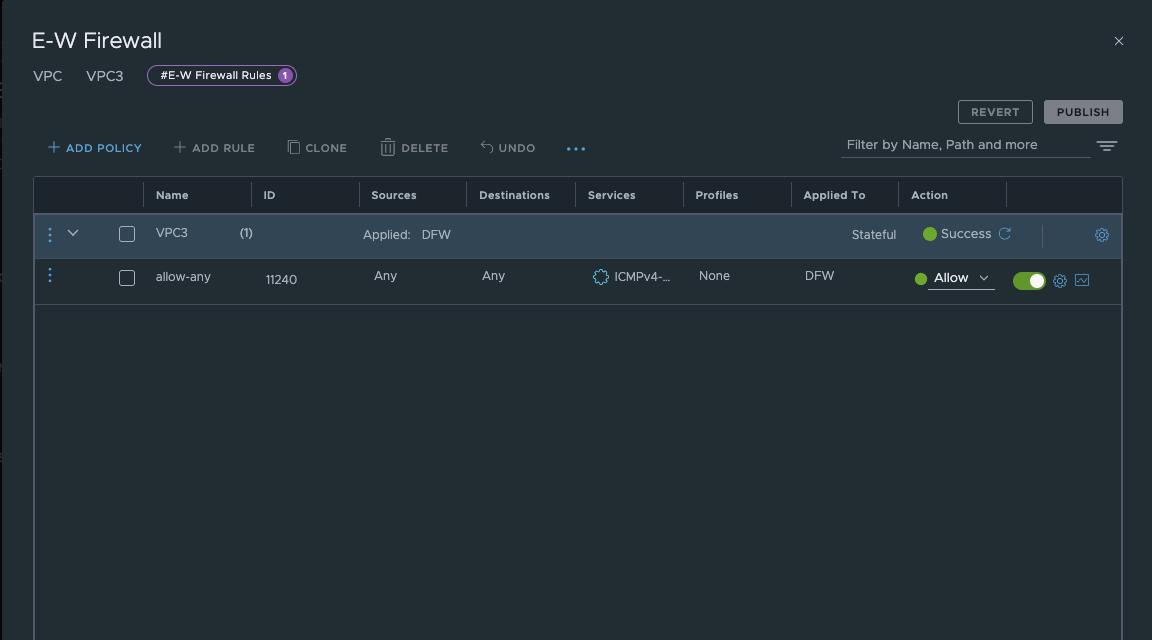 E-W Firewall
VPC VPC3 #E-W Firewall Rules 1
REVERT PUBLISH
ADD POLICY ADD RULE CLONE DELETE UNDO Filter by Name, Path and more
Name ID Sources Destinations Services Profiles Applied To Action
VPC3 (1) Applied: DFW Stateful Success
allow-any 11240 Any Any ICMPv4-... None DFW Allow